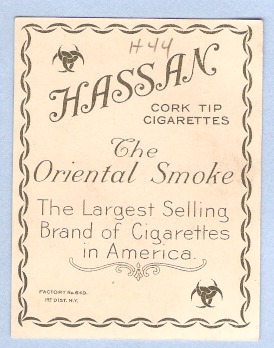 H44
HASSAN
CORK TIP
CIGARETTES
The
Oriental Smoke
The Largest Selling
Brand of Cigarettes
in America.
FACTORY No. 649.
1ST DIST. N.Y.